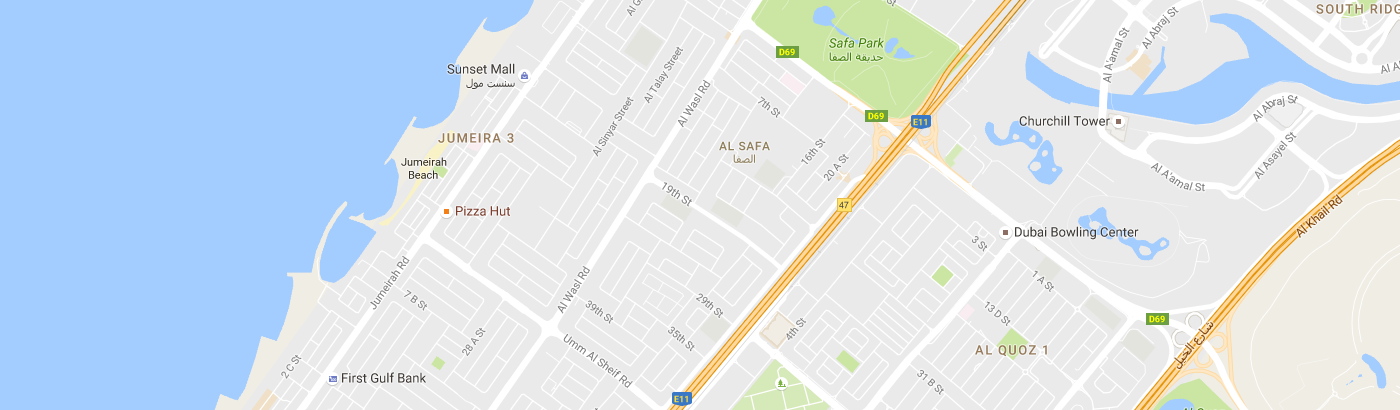 SOUTH RIDG
Al Abraj St
Al A'amal St
Safa Park
حديقة الصفا
D69
Sunset Mall
سنست مول
Al Talay Street
Al Wasl Rd
7th St
Al Abraj St
D69
E11
Churchill Tower
Al Sinyar Street
JUMEIRA 3
AL SAFA
الصفا
16th St
Al Asayel St
Jumeirah
Beach
20 A St
Al A'amal St
19th St
47
Pizza Hut
Al Khail Rd
Dubai Bowling Center
3 St
Jumeirah Rd
1 A St
Al Wasl Rd
7 B St
29th St
39th St
13 D St
D69
4th St
35th St
28 A St
شارع الخيل
AL QUOZ 1
2 C St
Umm Al Sheif Rd
First Gulf Bank
31 B St
E11